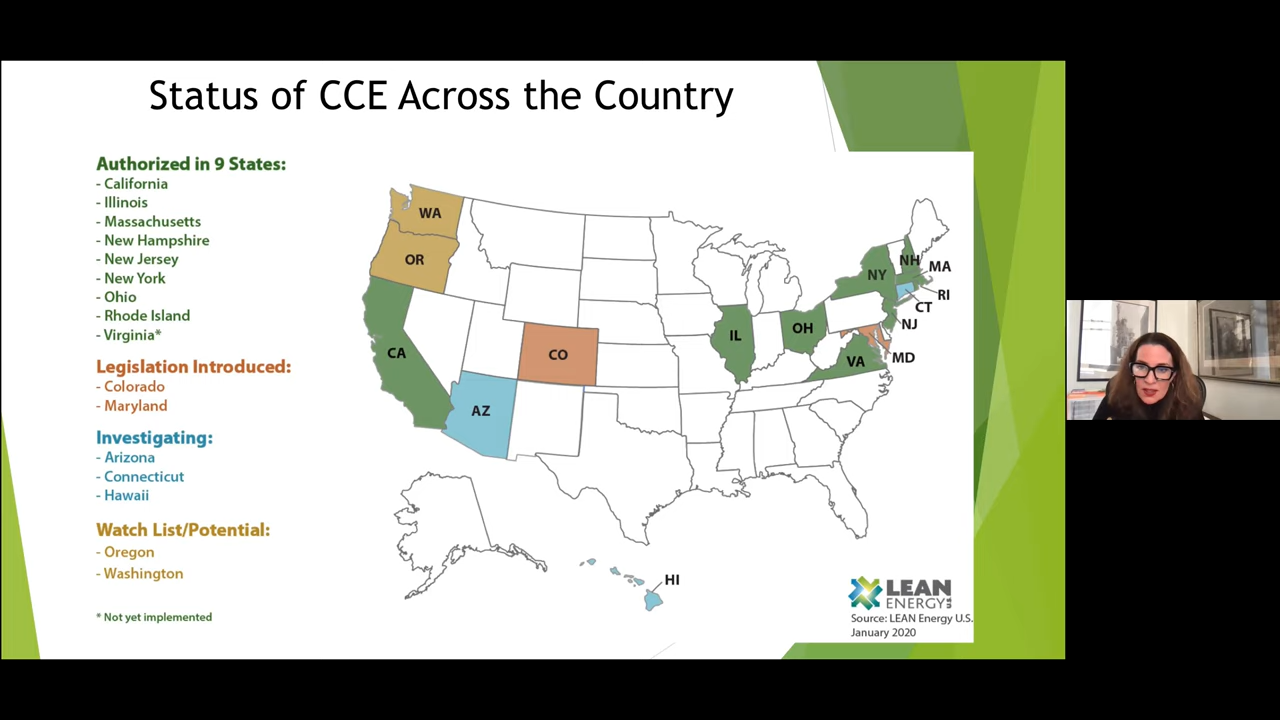 Status of CCE Across the Country
Authorized in 9 States:
- California
- Illinois
- Massachusetts
- New Hampshire
- New Jersey
- New York
- Ohio
- Rhode Island
- Virginia*
Legislation Introduced:
- Colorado
- Maryland
Investigating:
- Arizona
- Connecticut
- Hawaii
Watch List/Potential:
- Oregon
- Washington
* Not yet implemented
WA
OR
CA
AZ
CO
IL
OH
VA
NY
NH
MA
RI
CT
NJ
MD
HI
LEAN
ENERGY U.S.
Source: LEAN Energy U.S.
January 2020